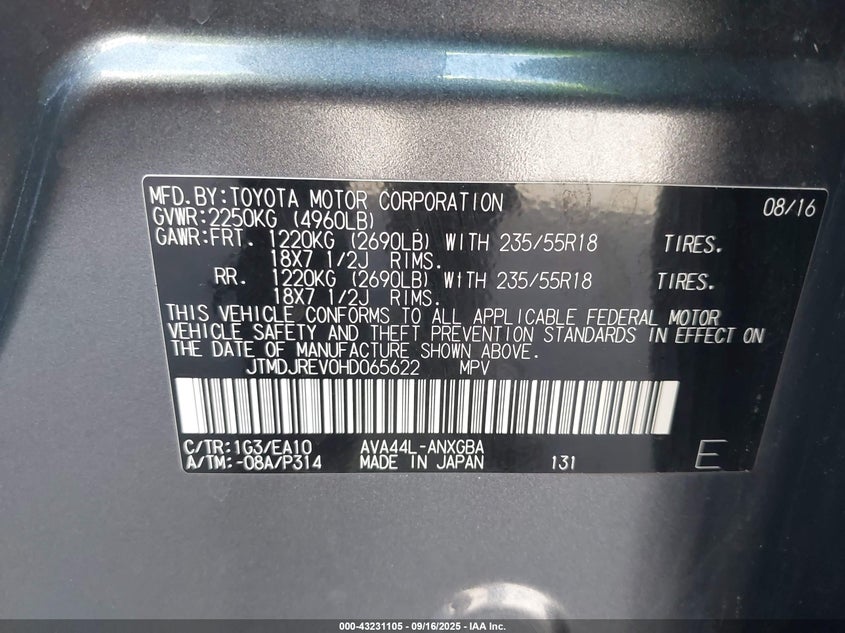 MFD.BY:TOYOTA MOTOR CORPORATION 08/16
GVWR:2250KG (4960LB)
GAWR:FRT. 1220KG (2690LB) WITH 235/55R18 TIRES.
18X7 1/2J RIMS.
RR. 1220KG (2690LB) WITH 235/55R18 TIRES.
18X7 1/2J RIMS.
THIS VEHICLE CONFORMS TO ALL APPLICABLE FEDERAL MOTOR
VEHICLE SAFETY AND THEFT PREVENTION STANDARDS IN EFFECT ON
THE DATE OF MANUFACTURE SHOWN ABOVE.
JTMDJREV0HD065622 MPV
C/TR:1G3/EA10 AVA44L-ANXGBA
A/TM:-08A/P314 MADE IN JAPAN 131 E
000-43231105 - 09/16/2025 - IAA Inc.